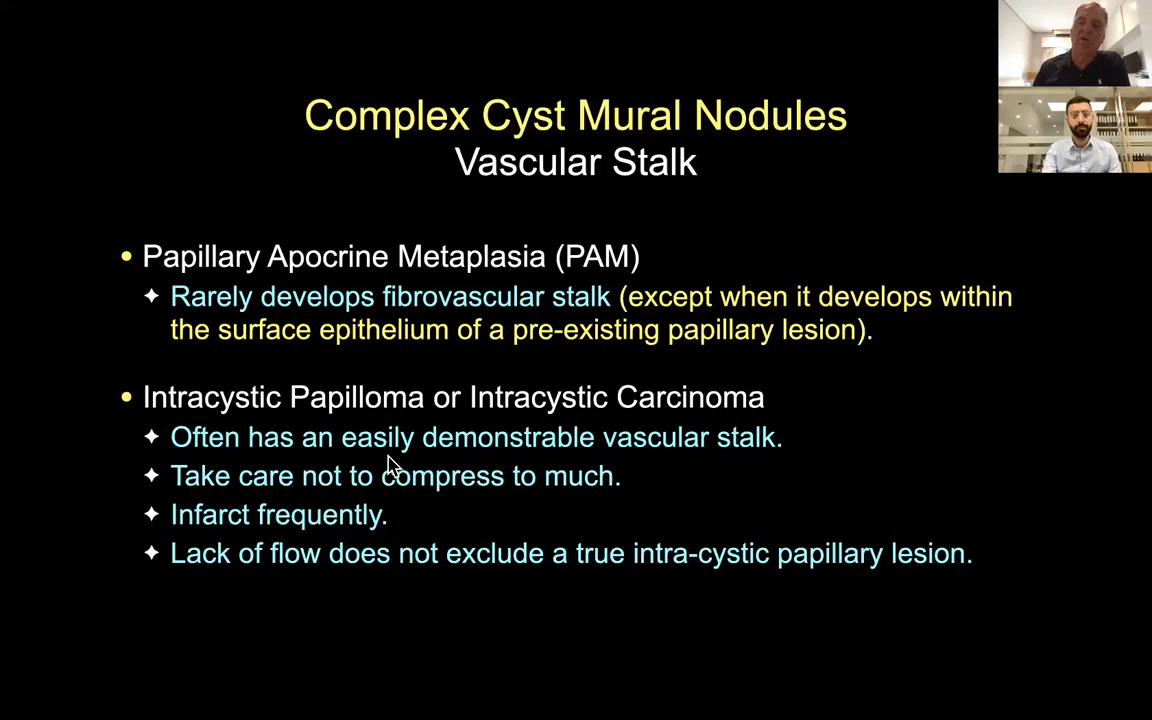 Complex Cyst Mural Nodules
Vascular Stalk
• Papillary Apocrine Metaplasia (PAM)
✦ Rarely develops fibrovascular stalk (except when it develops within
the surface epithelium of a pre-existing papillary lesion).
• Intracystic Papilloma or Intracystic Carcinoma
✦ Often has an easily demonstrable vascular stalk.
✦ Take care not to compress to much.
✦ Infarct frequently.
✦ Lack of flow does not exclude a true intra-cystic papillary lesion.